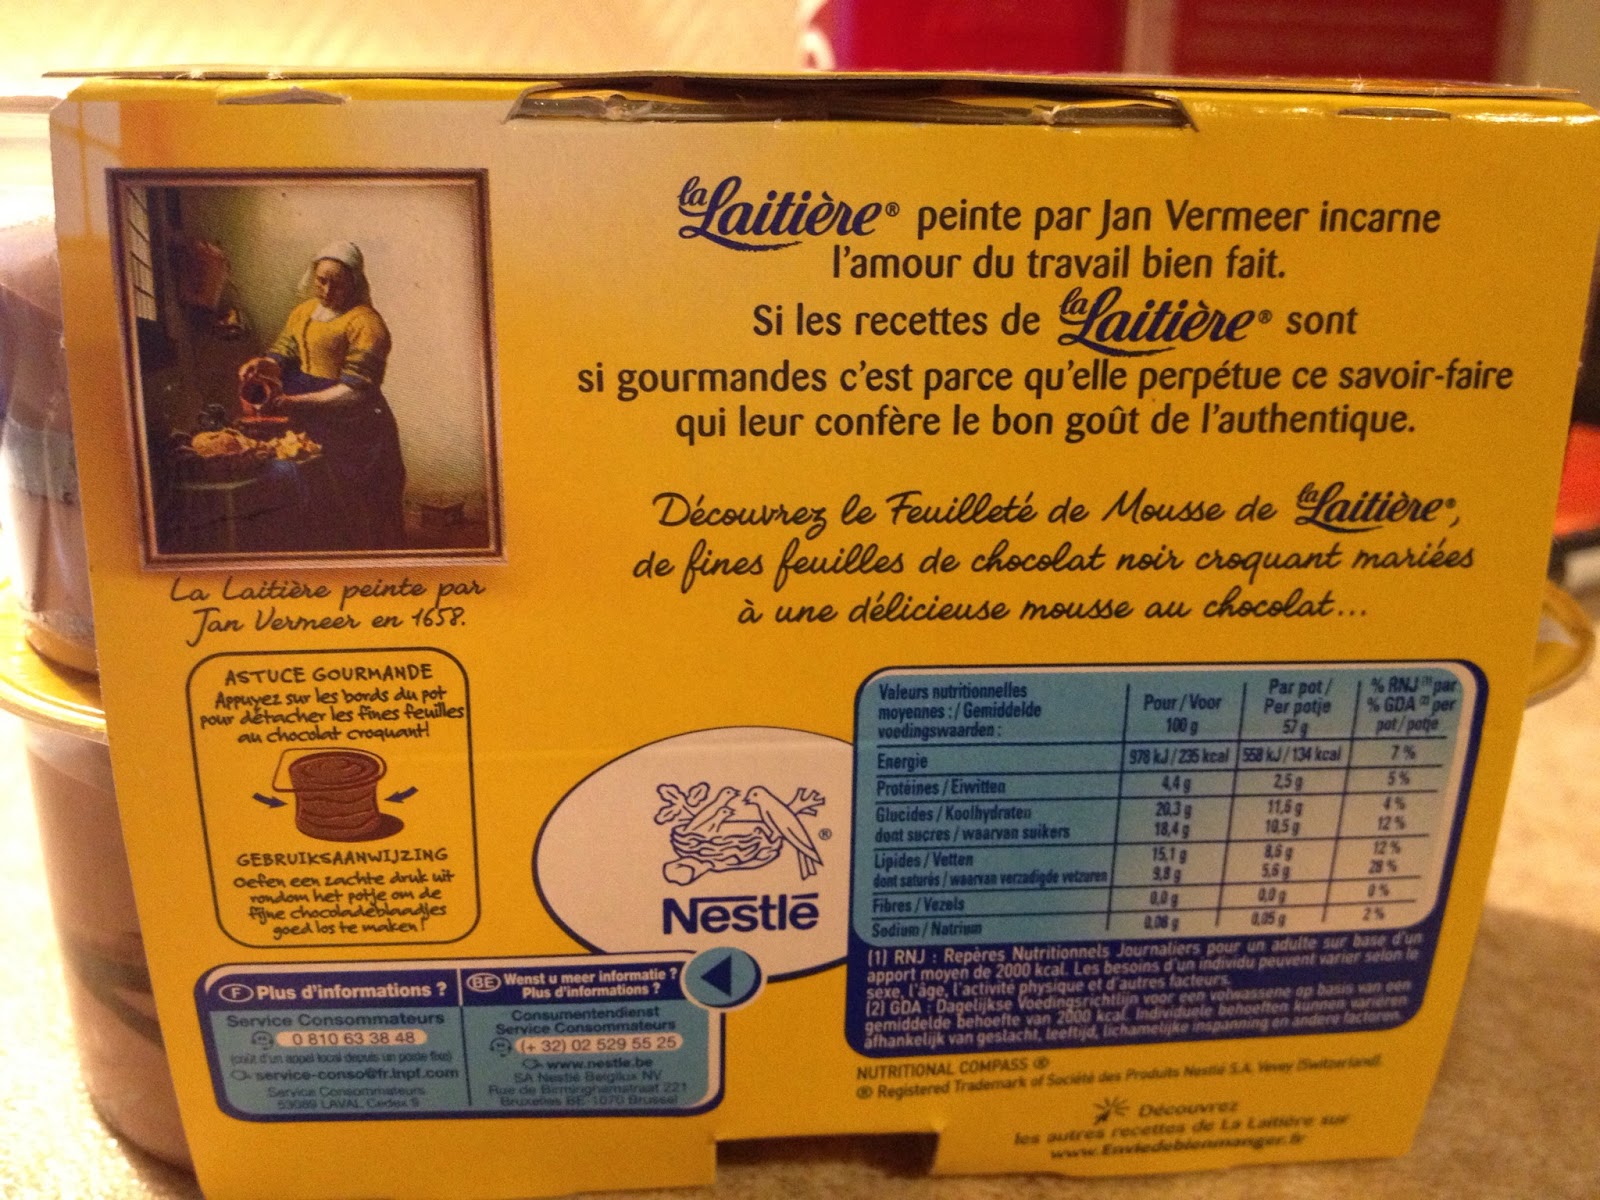 la Laitière® peinte par Jan Vermeer incarne
l'amour du travail bien fait.
Si les recettes de la Laitière® sont
si gourmandes c'est parce qu'elle perpétue ce savoir-faire
qui leur confère le bon goût de l'authentique.
Découvrez le Feuilleté de Mousse de la Laitière®,
de fines feuilles de chocolat noir croquant mariées
à une délicieuse mousse au chocolat...
La Laitière peinte par
Jan Vermeer en 1658.
ASTUCE GOURMANDE
Appuyez sur les bords du pot
pour détacher les fines feuilles
au chocolat croquant!
GEBRUIKSAANWIJZING
Oefen een zachte druk uit
rondom het potje om de
fijne chocoladeblaadjes
goed los te maken!
Nestlé
®
Valeurs nutritionnelles
moyennes :/ Gemiddelde
voedingswaarden :
Pour / Voor
100 g
Par pot /
Per potje
57 g
% RNJ (1) par
% GDA (2) per
pot/potje
Energie 978 kJ / 235 kcal 558 kJ / 134 kcal 7 %
Protéines / Eiwitten 4,4 g 2,5 g 5 %
Glucides / Koolhydraten 20,3 g 11,6 g 4 %
dont sucres / waarvan suikers 18,4 g 10,5 g 12 %
Lipides / Vetten 15,1 g 8,6 g 12 %
dont saturés / waarvan verzadigde vetzuren 9,8 g 5,6 g 28 %
Fibres / Vezels 0,0 g 0,0 g 0 %
Sodium / Natrium 0,08 g 0,05 g 2 %
(1) RNJ : Repères Nutritionnels Journaliers pour un adulte sur base d'un
apport moyen de 2000 kcal. Les besoins d'un individu peuvent varier selon le
sexe, l'âge, l'activité physique et d'autres facteurs.
(2) GDA : Dagelijkse Voedingsrichtlijn voor een volwassene op basis van een
gemiddelde behoefte van 2000 kcal. Individuele behoeften kunnen variëren
afhankelijk van geslacht, leeftijd, lichamelijke inspanning en andere factoren.
NUTRITIONAL COMPASS ®
® Registered Trademark of Société des Produits Nestlé S.A. Vevey (Switzerland)
Découvrez
les autres recettes de La Laitière sur
www.Enviedebienmanger.fr
F Plus d'informations ?
Service Consommateurs
0 810 63 38 48
(coût d'un appel local depuis un poste fixe)
service-conso@fr.lnpf.com
Service Consommateurs
53089 LAVAL Cedex 9
BE Wenst u meer informatie ?
Plus d'informations ?
Consumentendienst
Service Consommateurs
(+ 32) 02 529 55 25
www.nestle.be
SA Nestlé Belgilux NV
Rue de Birminghamstraat 221
Bruxelles BE-1070 Brussel